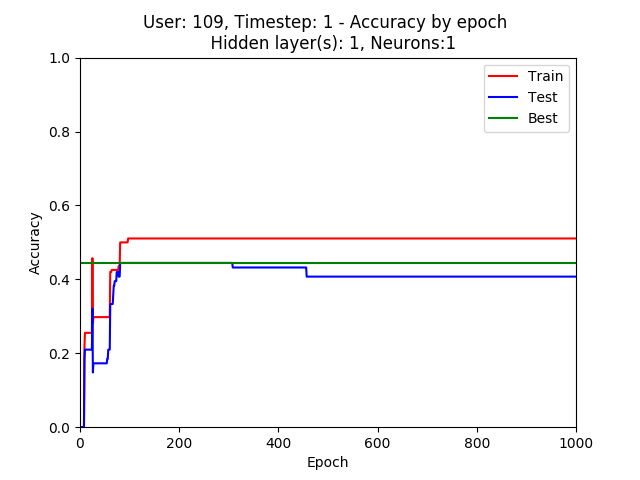 User: 109, Timestep: 1 - Accuracy by epoch
Hidden layer(s): 1, Neurons:1
1.0
0.8
0.6
0.4
0.2
0.0
Accuracy
Train
Test
Best
0 200 400 600 800 1000
Epoch